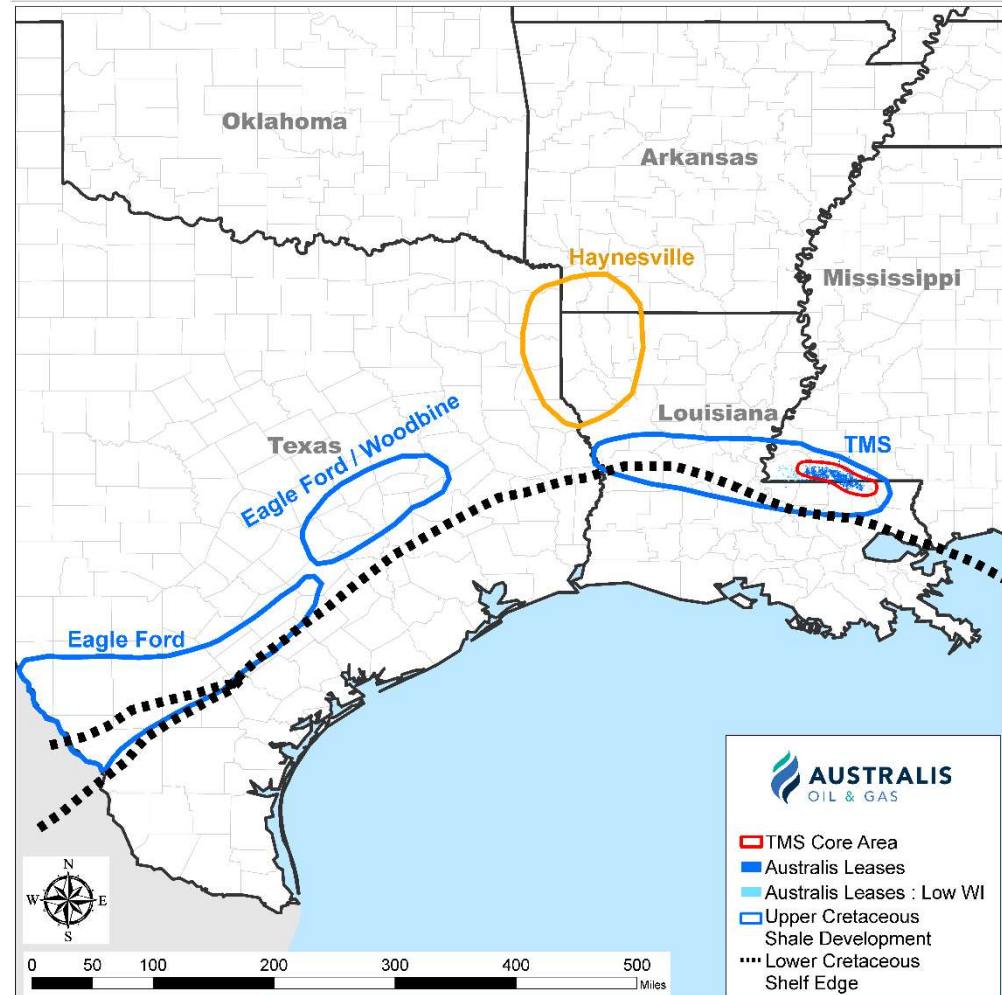 Oklahoma
Arkansas
Haynesville
Mississippi
Louisiana
TMS
Texas
Eagle Ford / Woodbine
Eagle Ford
AUSTRALIS
OIL & GAS
TMS Core Area
Australis Leases
Australis Leases : Low WI
Upper Cretaceous
Shale Development
Lower Cretaceous
Shelf Edge
N
W E
S
0 50 100 200 300 400 500
Miles